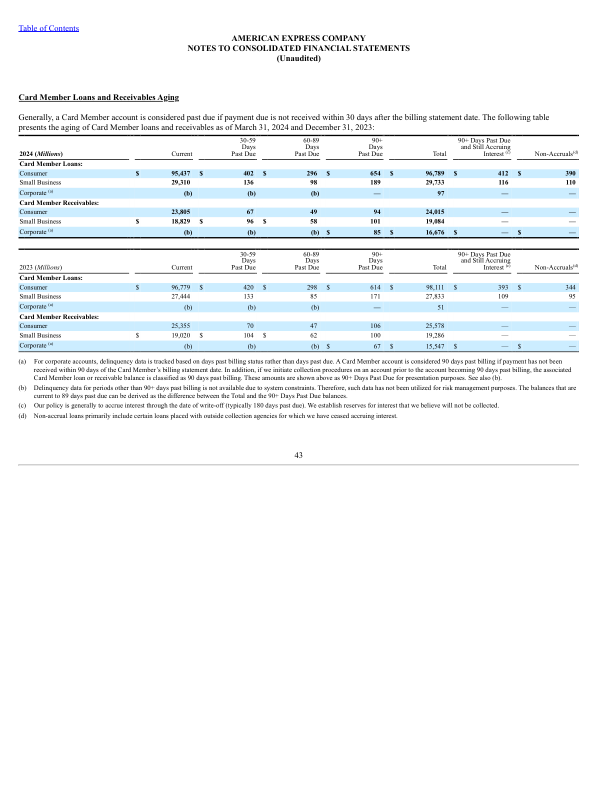 Table of Contents
AMERICAN EXPRESS COMPANY
NOTES TO CONSOLIDATED FINANCIAL STATEMENTS
(Unaudited)
Card Member Loans and Receivables Aging
Generally, a Card Member account is considered past due if payment due is not received within 30 days after the billing statement date. The following table
presents the aging of Card Member loans and receivables as of March 31, 2024 and December 31, 2023:
2024 (Millions) Current 30-59 Days Past Due 60-89 Days Past Due 90+ Days Past Due Total 90+ Days Past Due and Still Accruing Interest (c) Non-Accruals(d)
Card Member Loans:
Consumer $ 95,437 $ 402 $ 296 $ 654 $ 96,789 $ 412 $ 390
Small Business 29,310 136 98 189 29,733 116 110
Corporate (a) (b) (b) (b) — 97 — —
Card Member Receivables:
Consumer 23,805 67 49 94 24,015 — —
Small Business $ 18,829 $ 96 $ 58 101 19,084 — —
Corporate (a) (b) (b) (b) $ 85 $ 16,676 $ — $ —
2023 (Millions) Current 30-59 Days Past Due 60-89 Days Past Due 90+ Days Past Due Total 90+ Days Past Due and Still Accruing Interest (c) Non-Accruals(d)
Card Member Loans:
Consumer $ 96,779 $ 420 $ 298 $ 614 $ 98,111 $ 393 $ 344
Small Business 27,444 133 85 171 27,833 109 95
Corporate (a) (b) (b) (b) — 51 — —
Card Member Receivables:
Consumer 25,355 70 47 106 25,578 — —
Small Business $ 19,020 $ 104 $ 62 100 19,286 — —
Corporate (a) (b) (b) (b) $ 67 $ 15,547 $ — $ —
(a) For corporate accounts, delinquency data is tracked based on days past billing status rather than days past due. A Card Member account is considered 90 days past billing if payment has not been
received within 90 days of the Card Member's billing statement date. In addition, if we initiate collection procedures on an account prior to the account becoming 90 days past billing, the associated
Card Member loan or receivable balance is classified as 90 days past billing. These amounts are shown above as 90+ Days Past Due for presentation purposes. See also (b).
(b) Delinquency data for periods other than 90+ days past billing is not available due to system constraints. Therefore, such data has not been utilized for risk management purposes. The balances that are
current to 89 days past due can be derived as the difference between the Total and the 90+ Days Past Due balances.
(c) Our policy is generally to accrue interest through the date of write-off (typically 180 days past due). We establish reserves for interest that we believe will not be collected.
(d) Non-accrual loans primarily include certain loans placed with outside collection agencies for which we have ceased accruing interest.
43